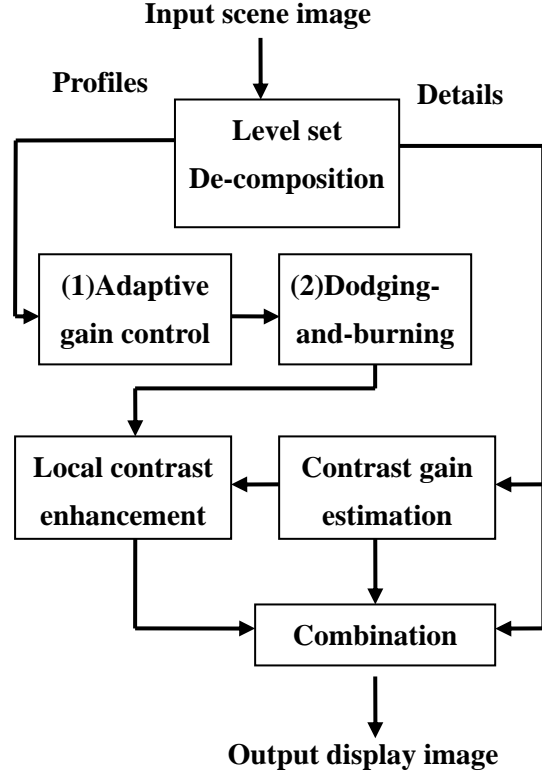 Input scene image
Profiles
Details
Level set
De-composition
(1)Adaptive
gain control
(2)Dodging-
and-burning
Local contrast
enhancement
Contrast gain
estimation
Combination
Output display image